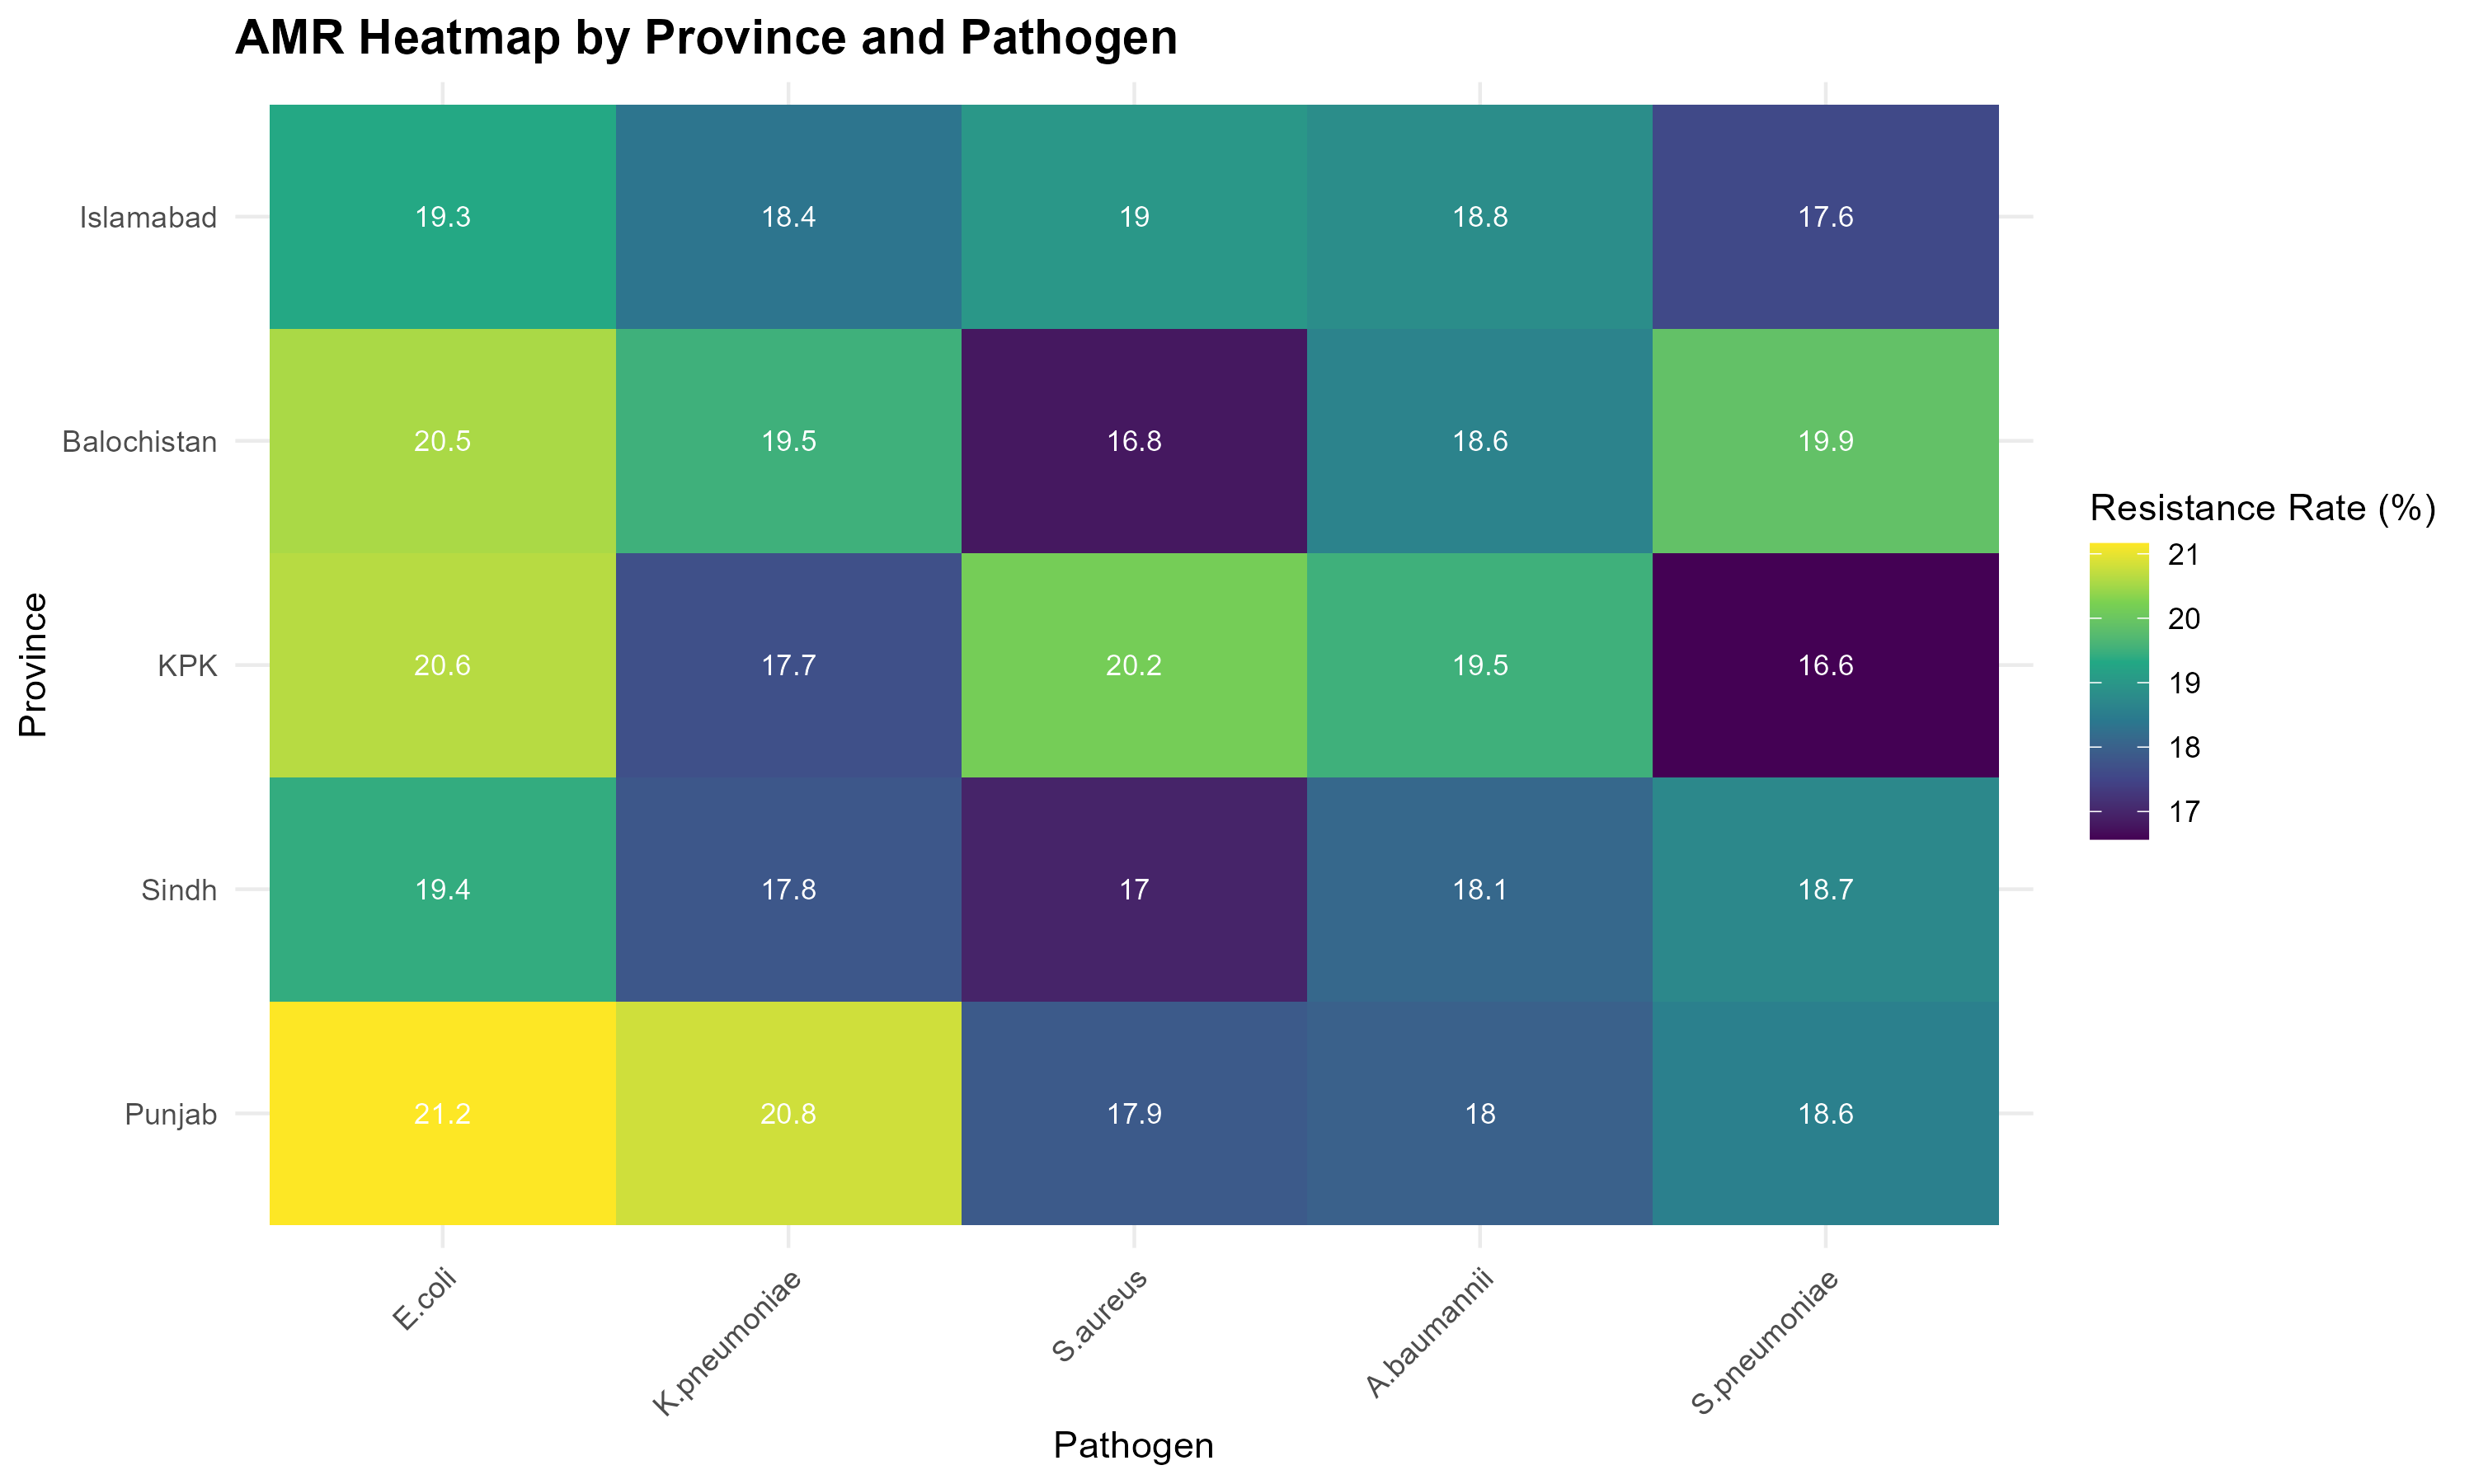 AMR Heatmap by Province and Pathogen
Province
Islamabad 19.3 18.4 19 18.8 17.6
Balochistan 20.5 19.5 16.8 18.6 19.9
KPK 20.6 17.7 20.2 19.5 16.6
Sindh 19.4 17.8 17 18.1 18.7
Punjab 21.2 20.8 17.9 18 18.6
E.coli K.pneumoniae S.aureus A.baumannii S.pneumoniae
Pathogen
Resistance Rate (%)
21
20
19
18
17